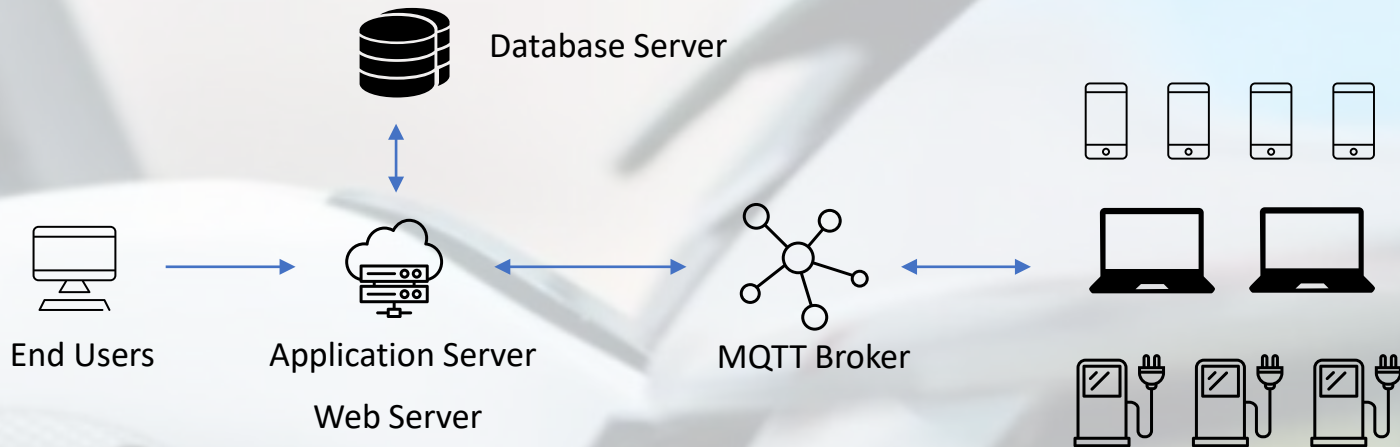 Database Server
End Users
Application Server
MQTT Broker
Web Server